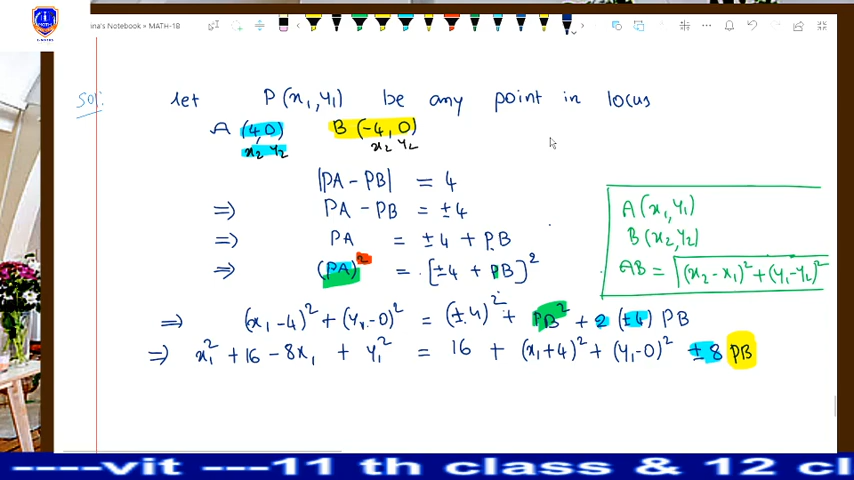 ina's Notebook » MATH-1B
Sol:
let P(x₁,y₁) be any point in locus
A (4,0) B (-4,0)
x₂ y₂ x₂ y₂
|PA - PB| = 4
⇒ PA - PB = ±4
⇒ PA = ±4 + PB
⇒ (PA)² = [±4 + PB]²
A(x₁,y₁)
B(x₂,y₂)
AB = √(x₂-x₁)²+(y₁-y₂)²
⇒ (x₁-4)²+(y₁-0)² = (±4)² + PB² + 2(±4) PB
⇒ x₁² + 16 - 8x₁ + y₁² = 16 + (x₁+4)² + (y₁-0)² ± 8 PB
----vit ---11 th class & 12 cl